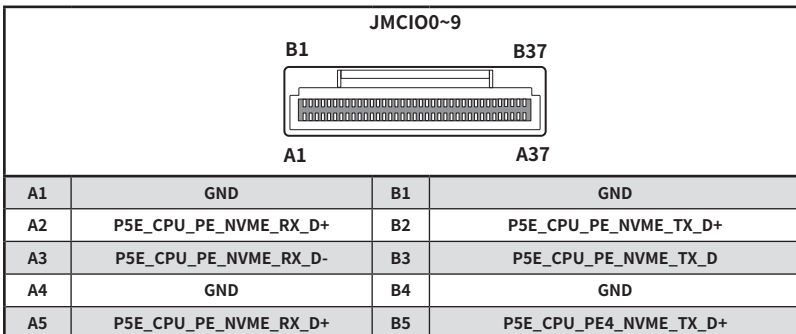 JMCIO0~9
B1 B37
A1 A37
A1 GND B1 GND
A2 P5E_CPU_PE_NVME_RX_D+ B2 P5E_CPU_PE_NVME_TX_D+
A3 P5E_CPU_PE_NVME_RX_D- B3 P5E_CPU_PE_NVME_TX_D
A4 GND B4 GND
A5 P5E_CPU_PE_NVME_RX_D+ B5 P5E_CPU_PE4_NVME_TX_D+